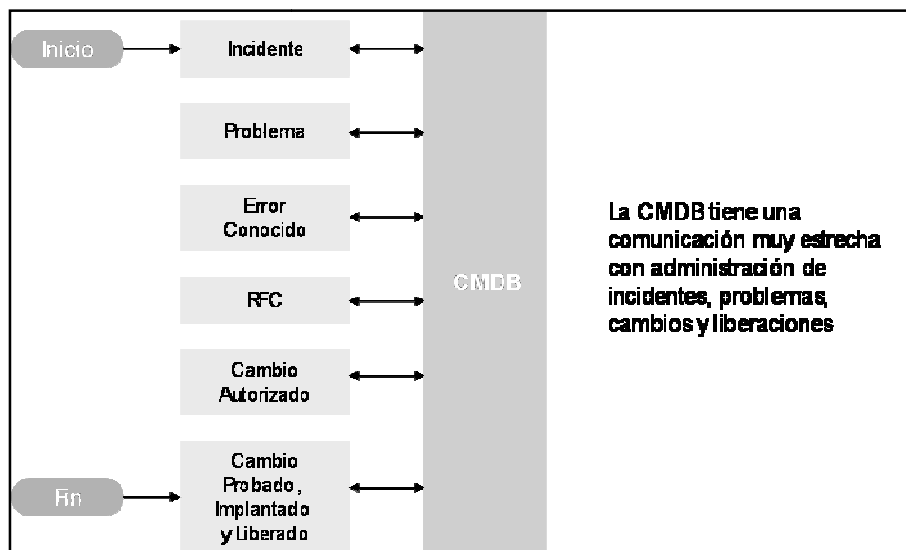 Inicio
Incidente
Problema
Error
Conocido
RFC
Cambio
Autorizado
Fin
Cambio
Probado,
Implantado
y Liberado
CMDB
La CMDB tiene una
comunicación muy estrecha
con administración de
incidentes, problemas,
cambios y liberaciones